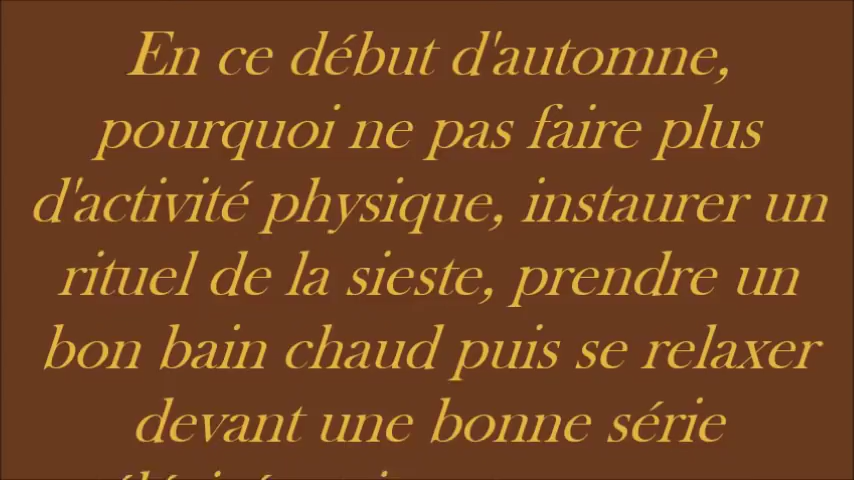 En ce début d'automne,
pourquoi ne pas faire plus
d'activité physique, instaurer un
rituel de la sieste, prendre un
bon bain chaud puis se relaxer
devant une bonne série